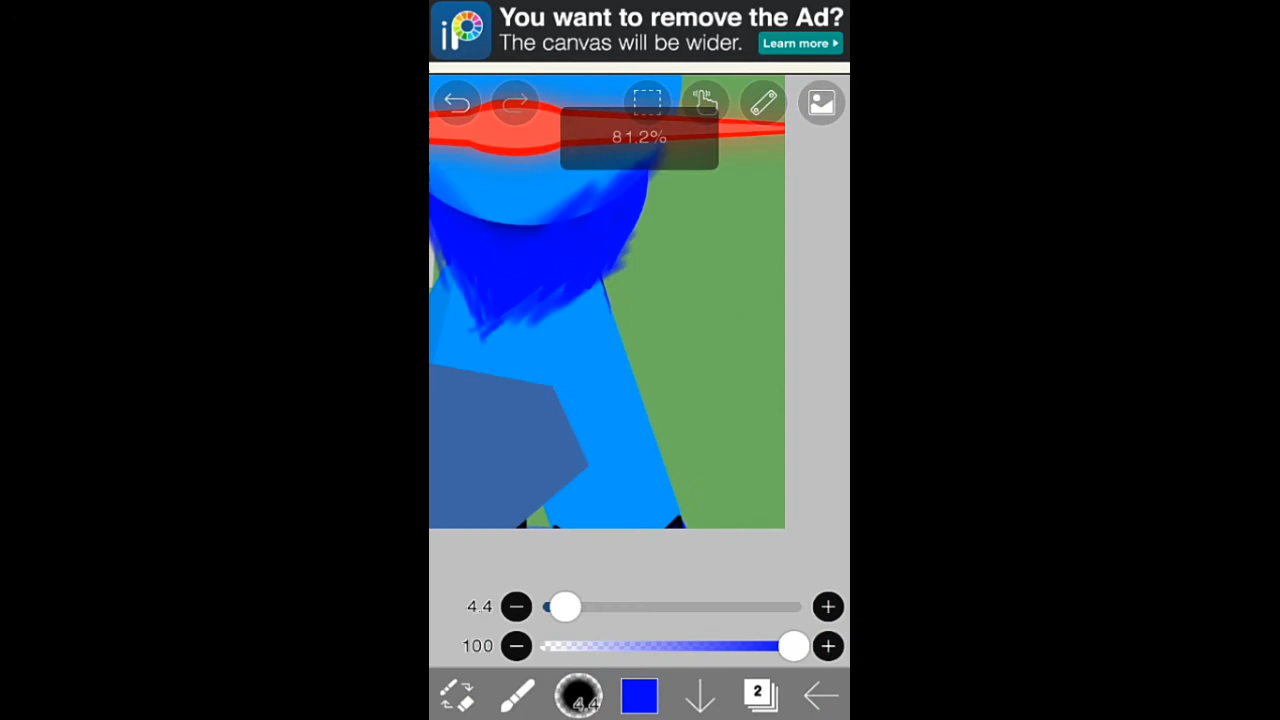 iP
You want to remove the Ad?
The canvas will be wider.
Learn more
81.2%
4.4
100
4.4
2